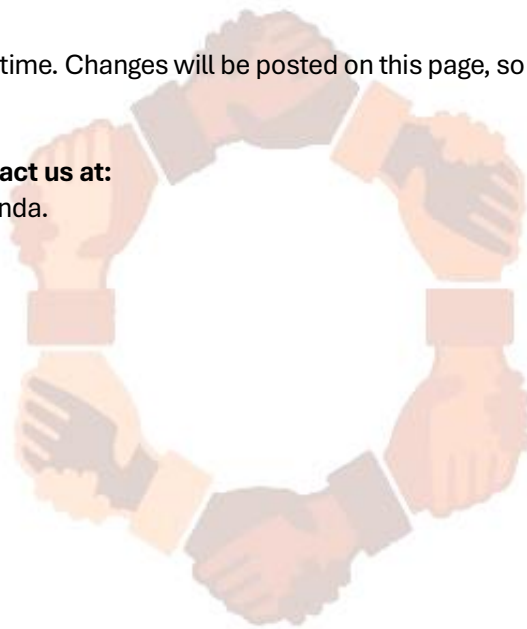 time. Changes will be posted on this page, so
act us at:
nda.